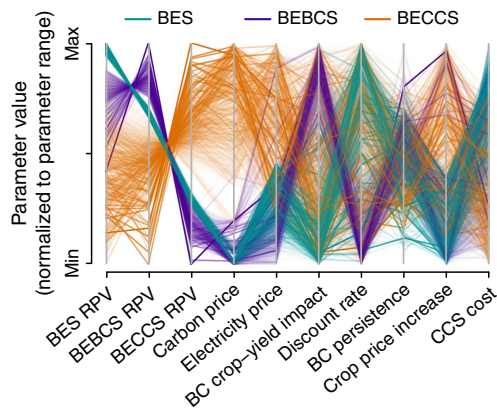 BES BEBCS BECCS
Max
Min
Parameter value
(normalized to parameter range)
BES RPV
BEBCS RPV
BECCS RPV
Carbon price
Electricity price
BC crop–yield impact
Discount rate
BC persistence
Crop price increase
CCS cost